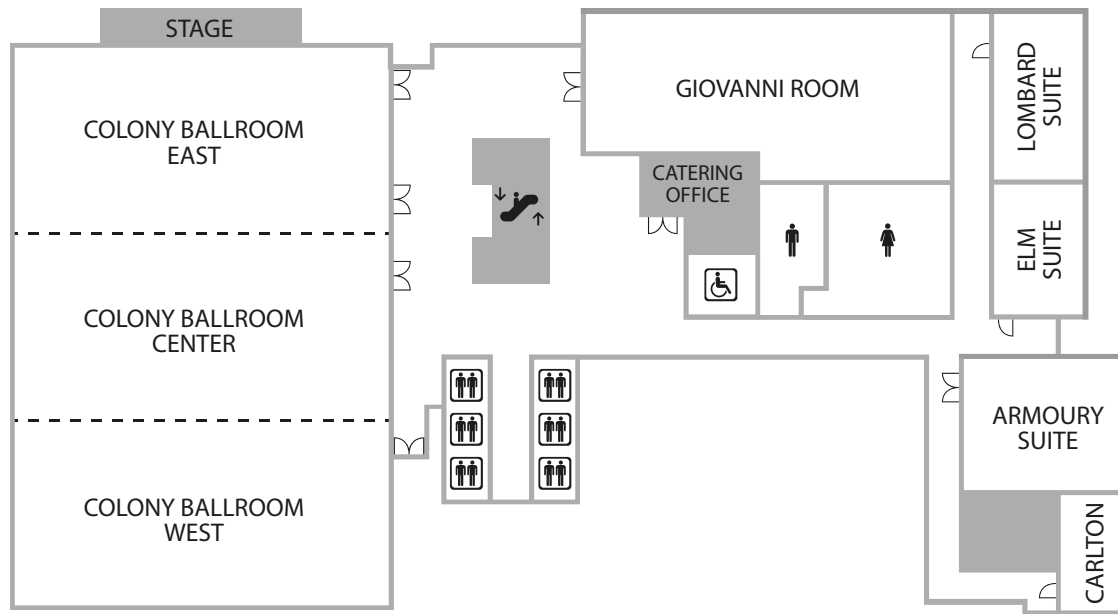 STAGE
COLONY BALLROOM
EAST
COLONY BALLROOM
CENTER
COLONY BALLROOM
WEST
GIOVANNI ROOM
CATERING
OFFICE
LOMBARD
SUITE
ELM
SUITE
ARMOURY
SUITE
CARLTON